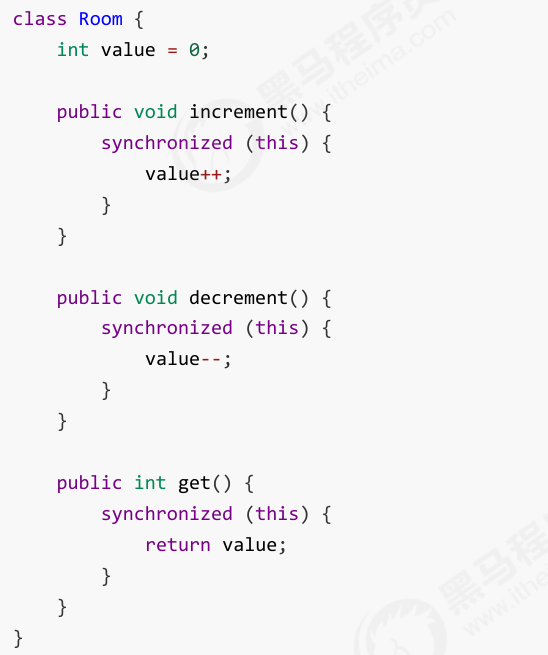 class Room {
    int value = 0;

    public void increment() {
        synchronized (this) {
            value++;
        }
    }

    public void decrement() {
        synchronized (this) {
            value--;
        }
    }

    public int get() {
        synchronized (this) {
            return value;
        }
    }
}
黑马程序员
www.itheima.com
黑马程
www.ithei